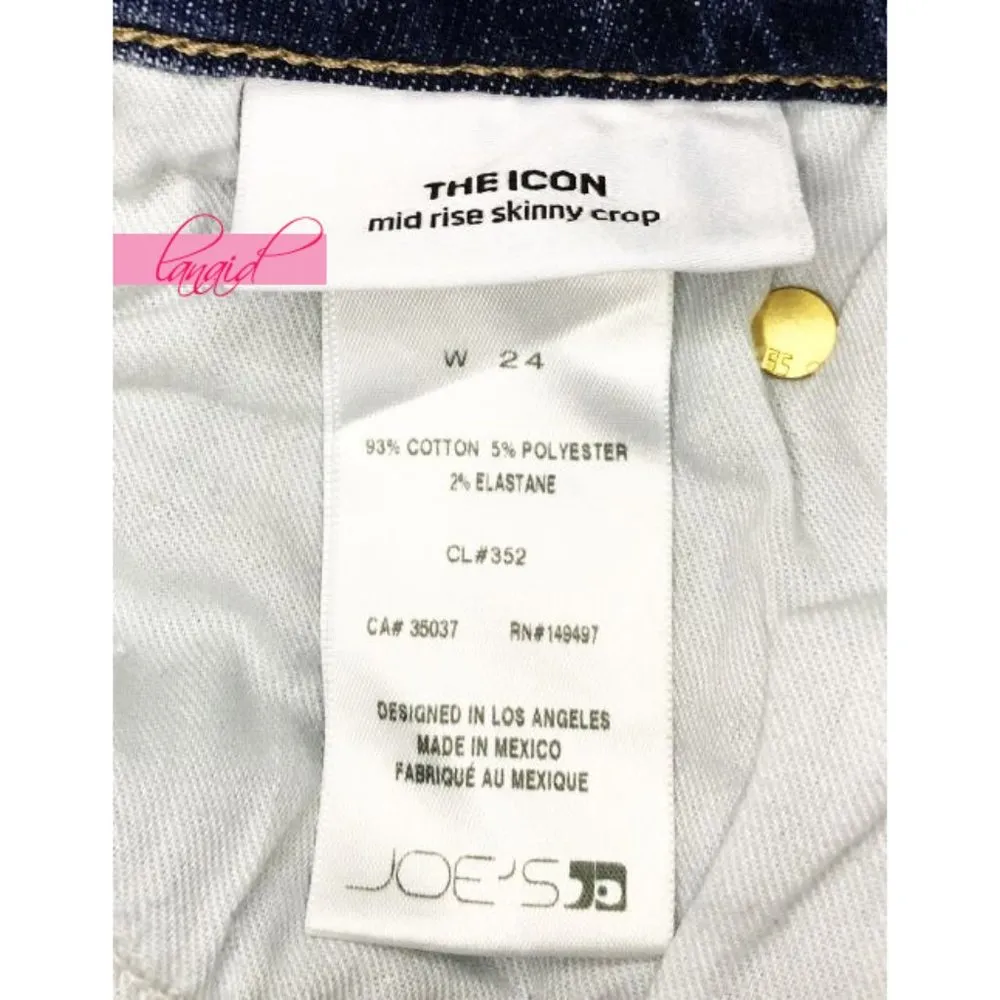 THE ICON
mid rise skinny crop
lanaid
W 24
93% COTTON 5% POLYESTER
2% ELASTANE
CL#352
CA# 35037 RN#149497
DESIGNED IN LOS ANGELES
MADE IN MEXICO
FABRIQUÉ AU MEXIQUE
JOE'S